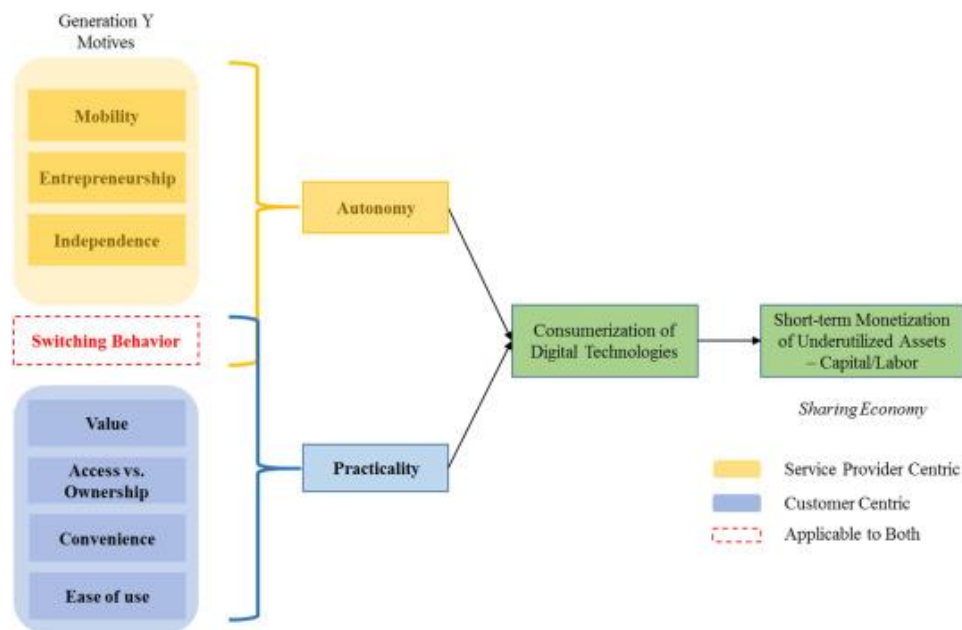 Generation Y
Motives
Mobility
Entrepreneurship
Independence
Switching Behavior
Value
Access vs.
Ownership
Convenience
Ease of use
Autonomy
Practicality
Consumerization of
Digital Technologies
Short-term Monetization
of Underutilized Assets
– Capital/Labor
Sharing Economy
Service Provider Centric
Customer Centric
Applicable to Both